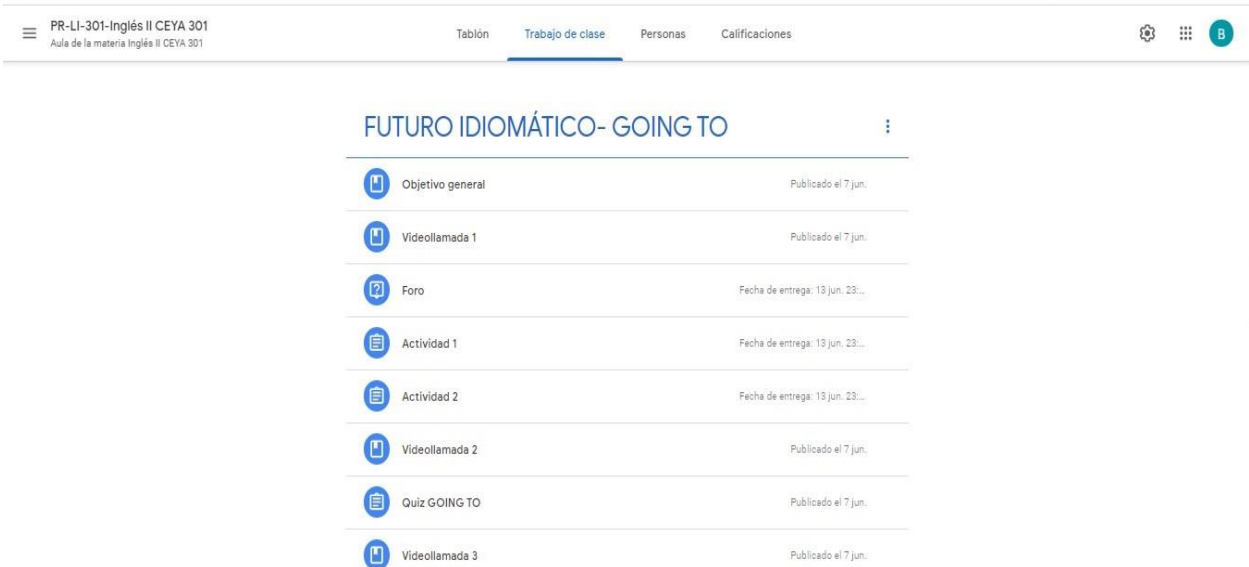 PR-LI-301-Inglés II CEYA 301
Aula de la materia Inglés II CEYA 301
Tablón
Trabajo de clase
Personas
Calificaciones
B
FUTURO IDIOMÁTICO- GOING TO
Objetivo general Publicado el 7 jun.
Videollamada 1 Publicado el 7 jun.
Foro Fecha de entrega: 13 jun. 23:...
Actividad 1 Fecha de entrega: 13 jun. 23:...
Actividad 2 Fecha de entrega: 13 jun. 23:...
Videollamada 2 Publicado el 7 jun.
Quiz GOING TO Publicado el 7 jun.
Videollamada 3 Publicado el 7 jun.